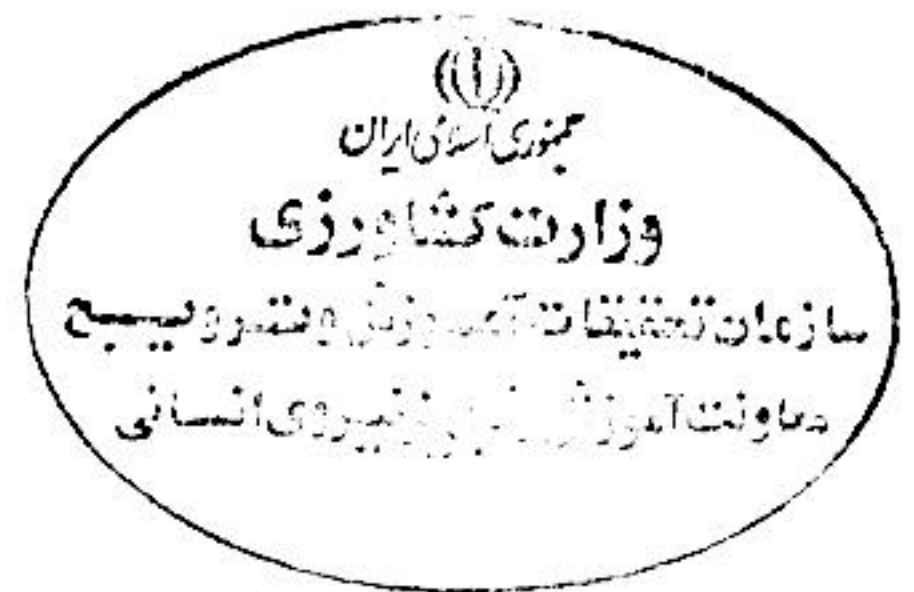 جمهوری اسلامی ایران
وزارت کشاورزی
سازمان تحقیقات آموزش و ترویج
معاونت آموزش و نیروی انسانی